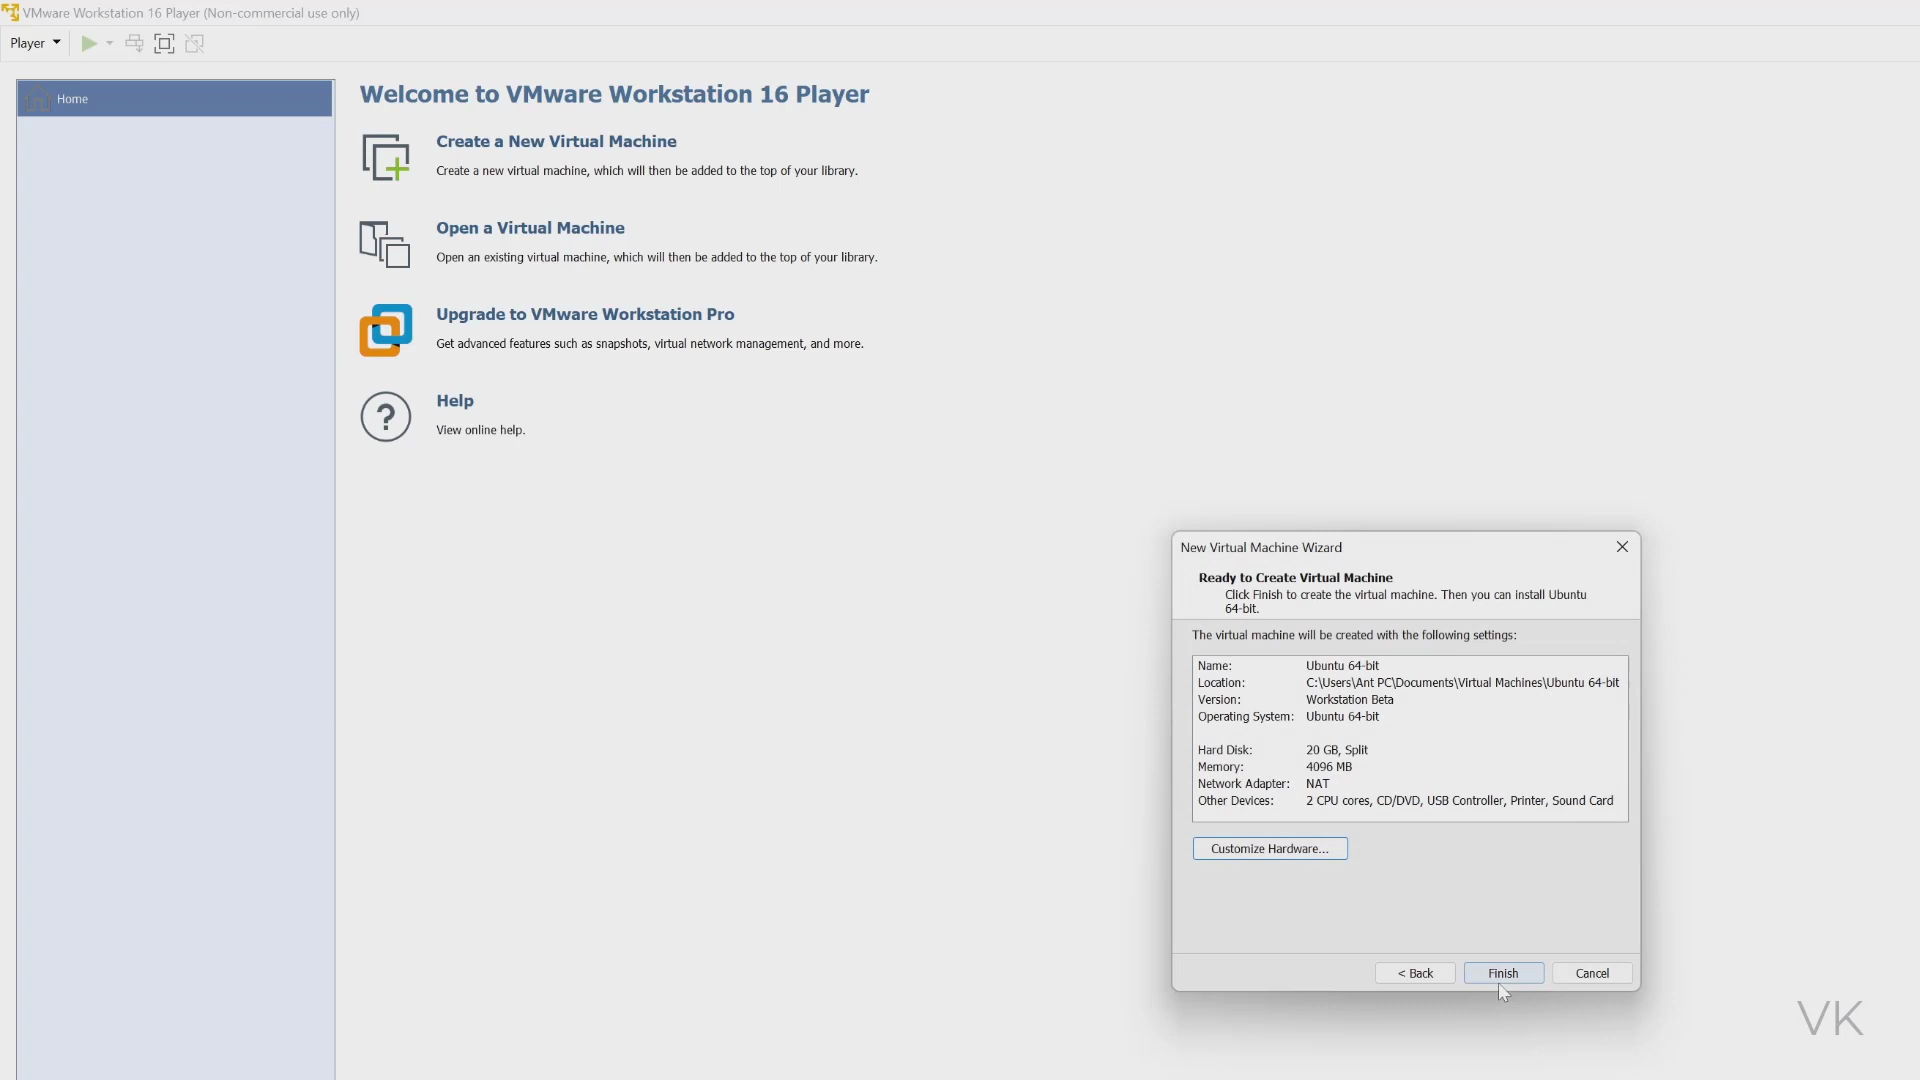 VMware Workstation 16 Player (Non-commercial use only)
Player
Home
Welcome to VMware Workstation 16 Player
Create a New Virtual Machine
Create a new virtual machine, which will then be added to the top of your library.
Open a Virtual Machine
Open an existing virtual machine, which will then be added to the top of your library.
Upgrade to VMware Workstation Pro
Get advanced features such as snapshots, virtual network management, and more.
?
Help
View online help.
New Virtual Machine Wizard
Ready to Create Virtual Machine
Click Finish to create the virtual machine. Then you can install Ubuntu
64-bit.
The virtual machine will be created with the following settings:
Name: Ubuntu 64-bit
Location: C:\Users\Ant PC\Documents\Virtual Machines\Ubuntu 64-bit
Version: Workstation Beta
Operating System: Ubuntu 64-bit
Hard Disk: 20 GB, Split
Memory: 4096 MB
Network Adapter: NAT
Other Devices: 2 CPU cores, CD/DVD, USB Controller, Printer, Sound Card
Customize Hardware...
< Back Finish Cancel
VK